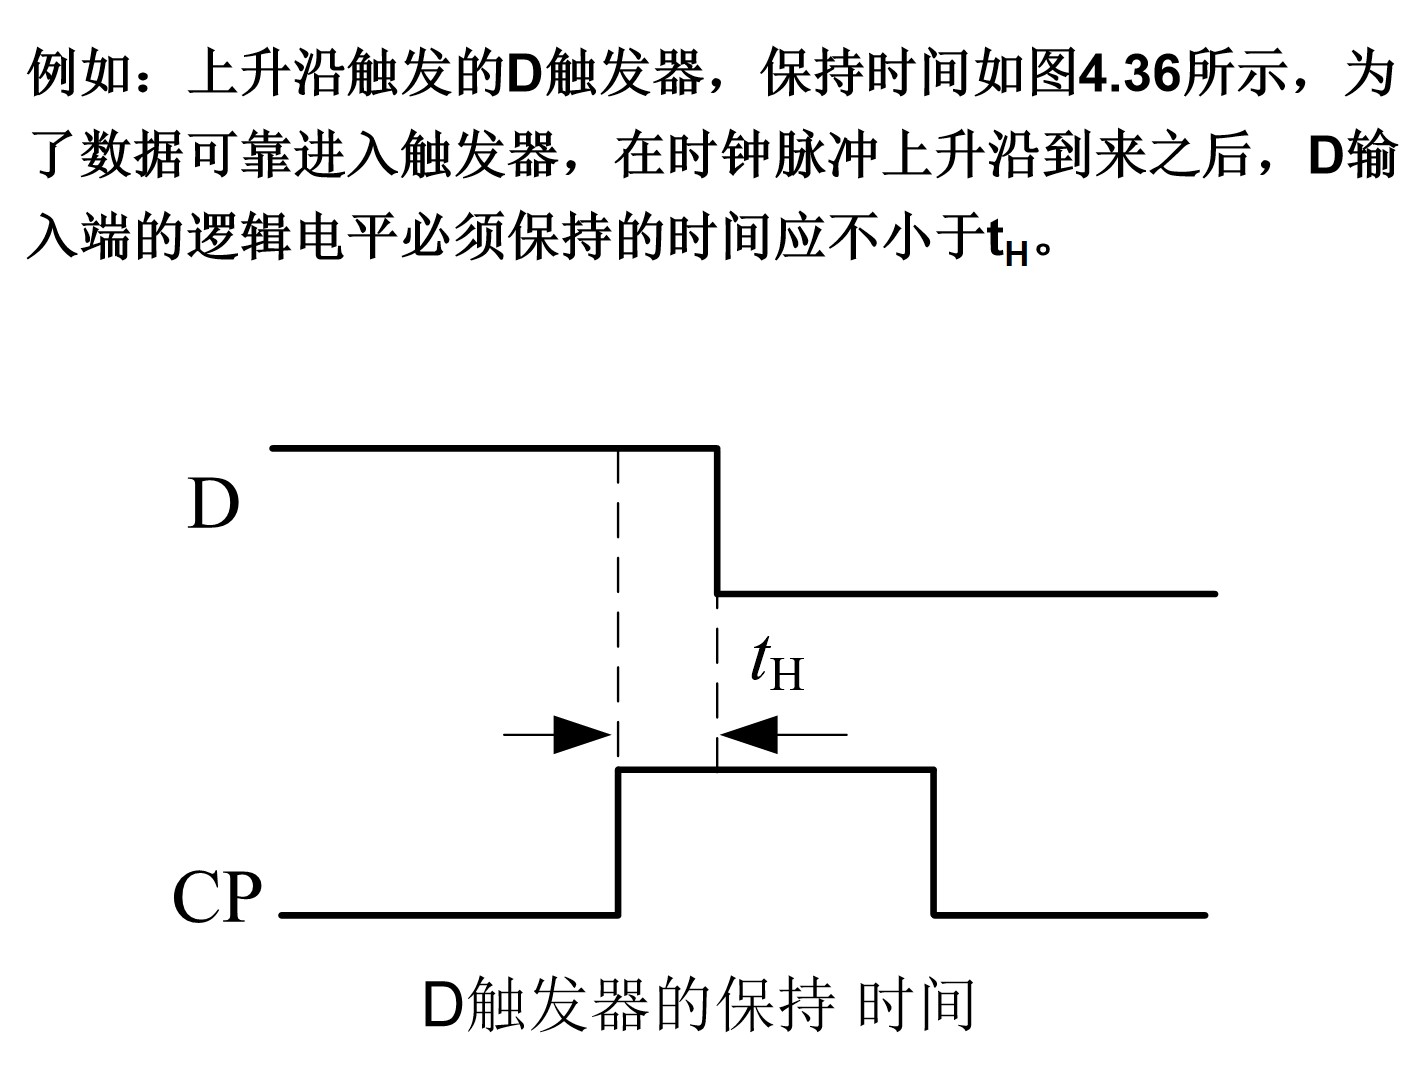 例如：上升沿触发的D触发器，保持时间如图4.36所示，为
了数据可靠进入触发器，在时钟脉冲上升沿到来之后，D输
入端的逻辑电平必须保持的时间应不小于tH。
D
tH
CP
D触发器的保持 时间